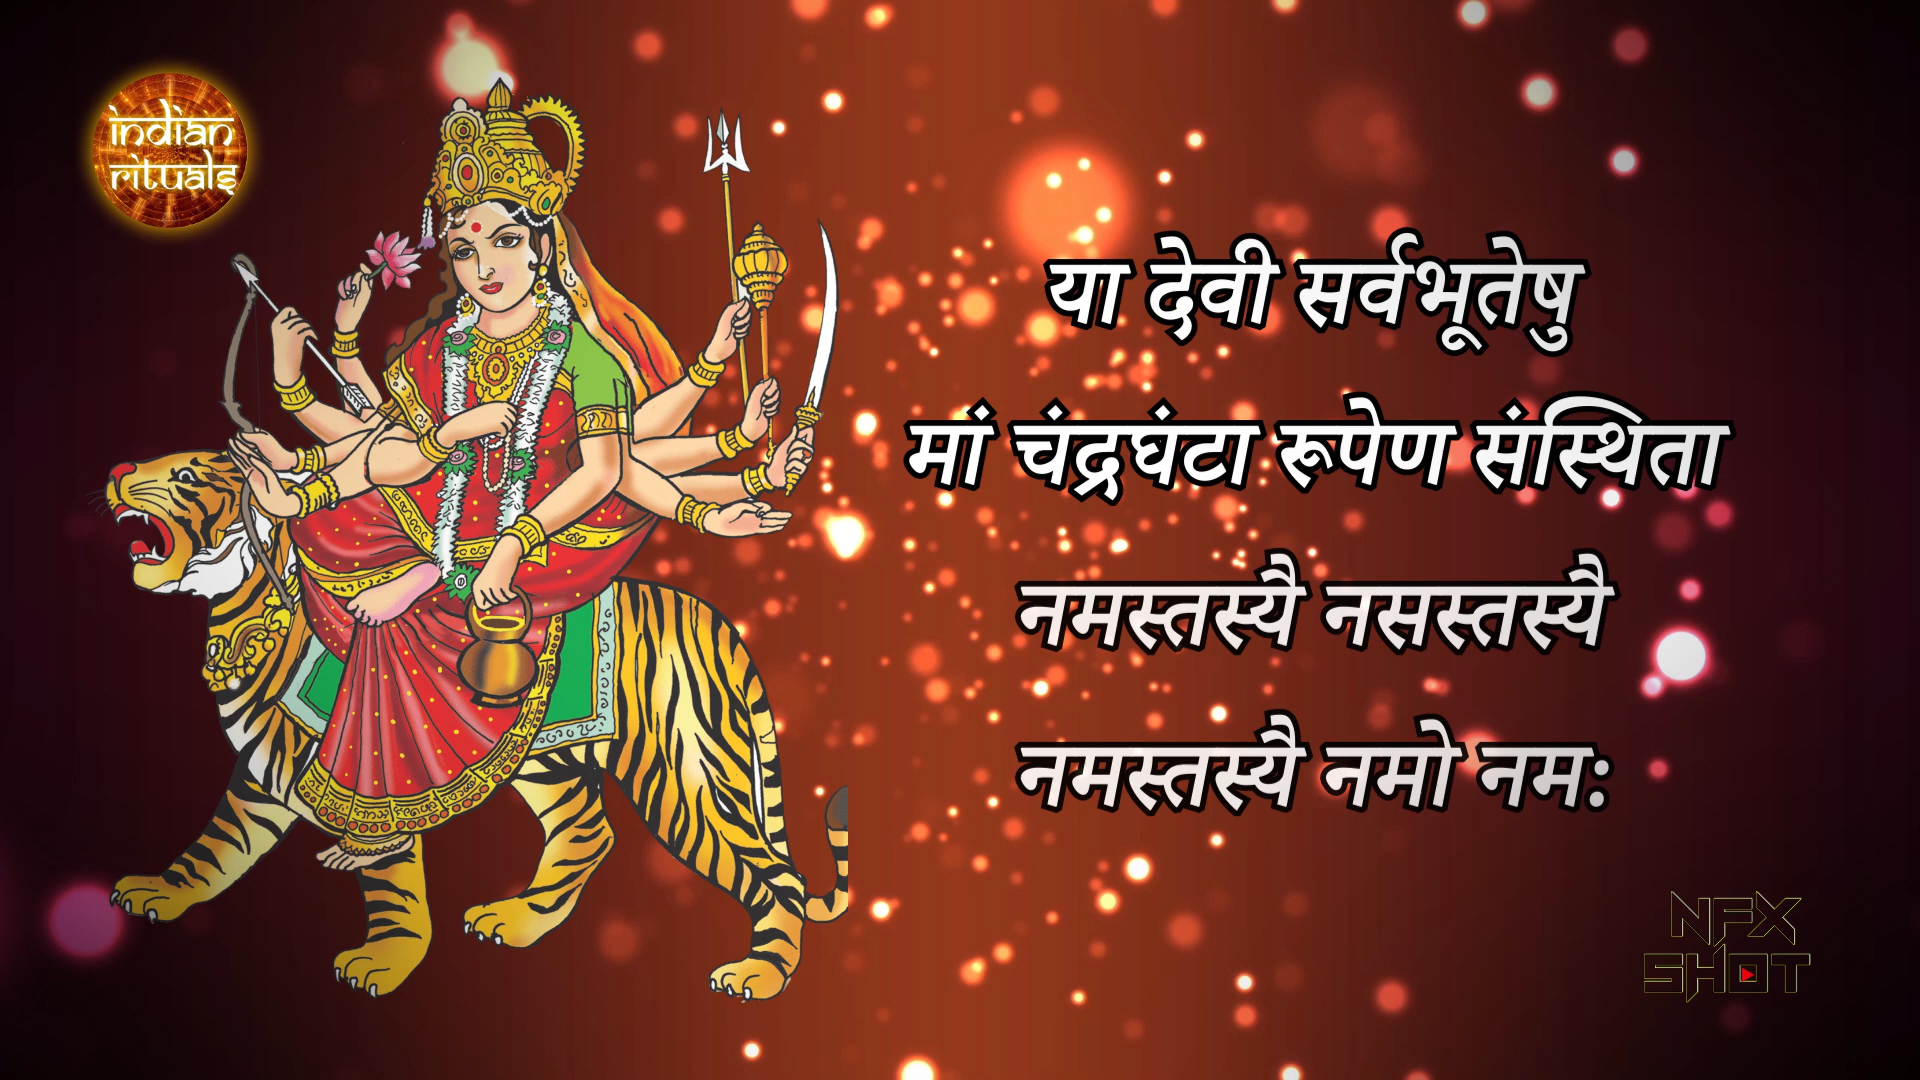 indian
rituals
या देवी सर्वभूतेषु
मां चंद्रघंटा रूपेण संस्थिता
नमस्तस्यै नसस्तस्यै
नमस्तस्यै नमो नमः
NFX
SHOT